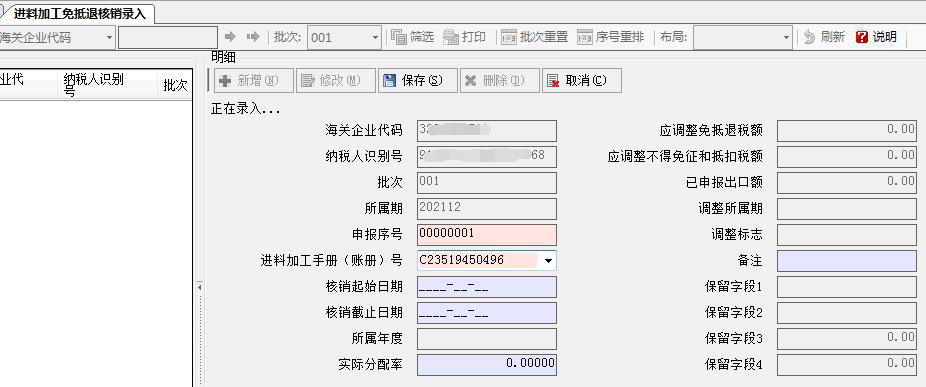 进料加工免抵退核销录入
海关企业代码 批次: 001 筛选 打印 批次重置 序号重排 布局: 刷新 说明
业代 纳税人识别号 批次
明细
新增(N) 修改(M) 保存(S) 删除(D) 取消(C)
正在录入...
海关企业代码 32 应调整免抵退税额 0.00
纳税人识别号 9 68 应调整不得免征和抵扣税额 0.00
批次 001 已申报出口额 0.00
所属期 202112 调整所属期
申报序号 00000001 调整标志
进料加工手册（账册）号 C23519450496 备注
核销起始日期 ____-__-__ 保留字段1
核销截止日期 ____-__-__ 保留字段2
所属年度 保留字段3 0.00
实际分配率 0.00000 保留字段4 0.00